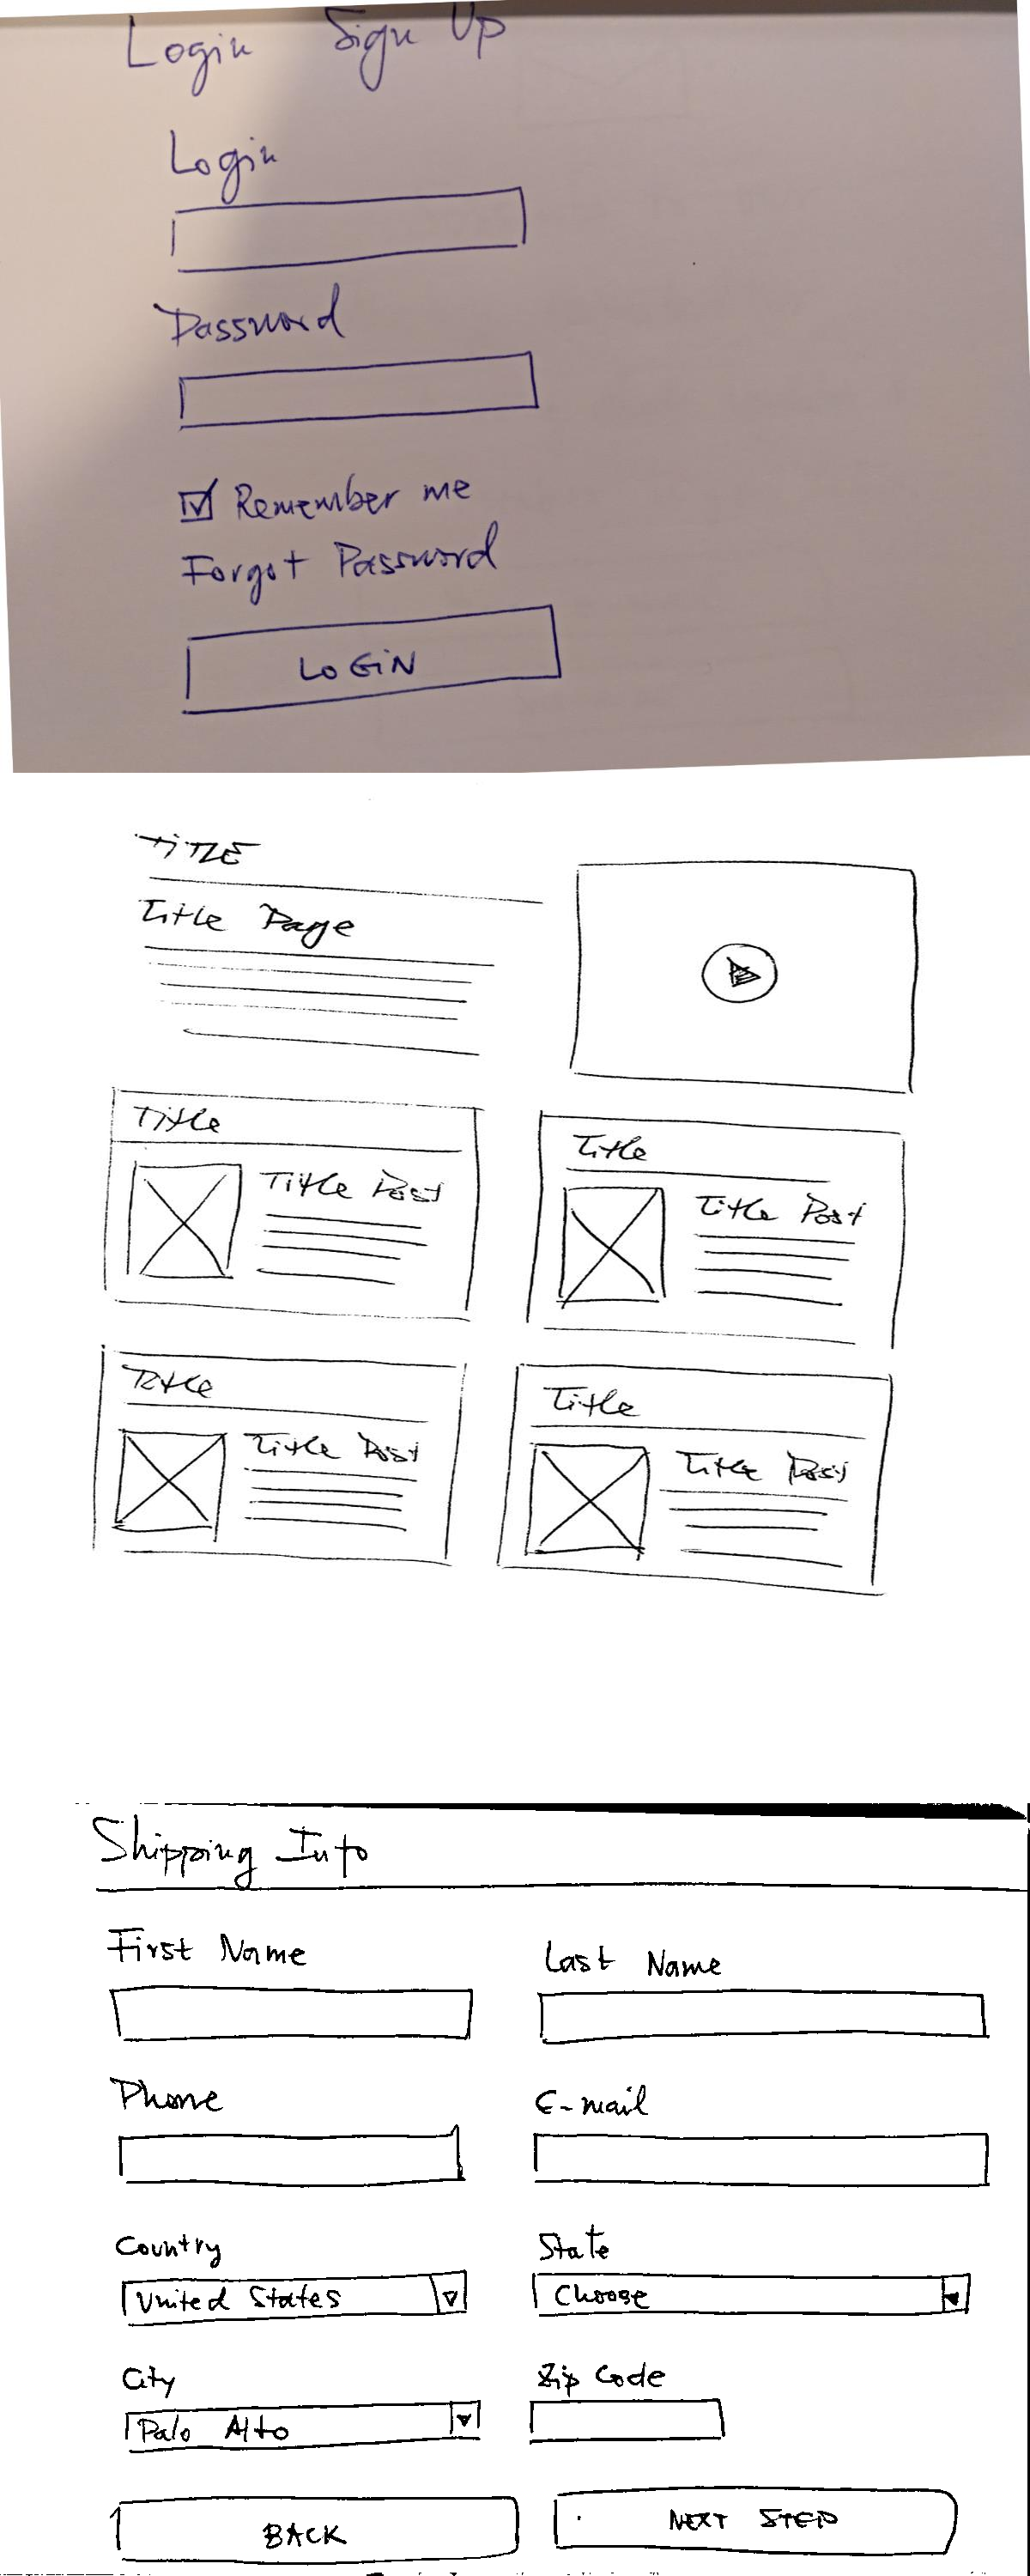 Login Sign Up
Login
Password
Remember me
Forgot Password
LOGIN
TITLE
Title Page
Title
Title Post
Title
Title Post
Title
Title Post
Title
Title Post
Shipping Info
First Name Last Name
Phone E-mail
Country State
United States Choose
City Zip Code
Palo Alto
BACK NEXT STEP